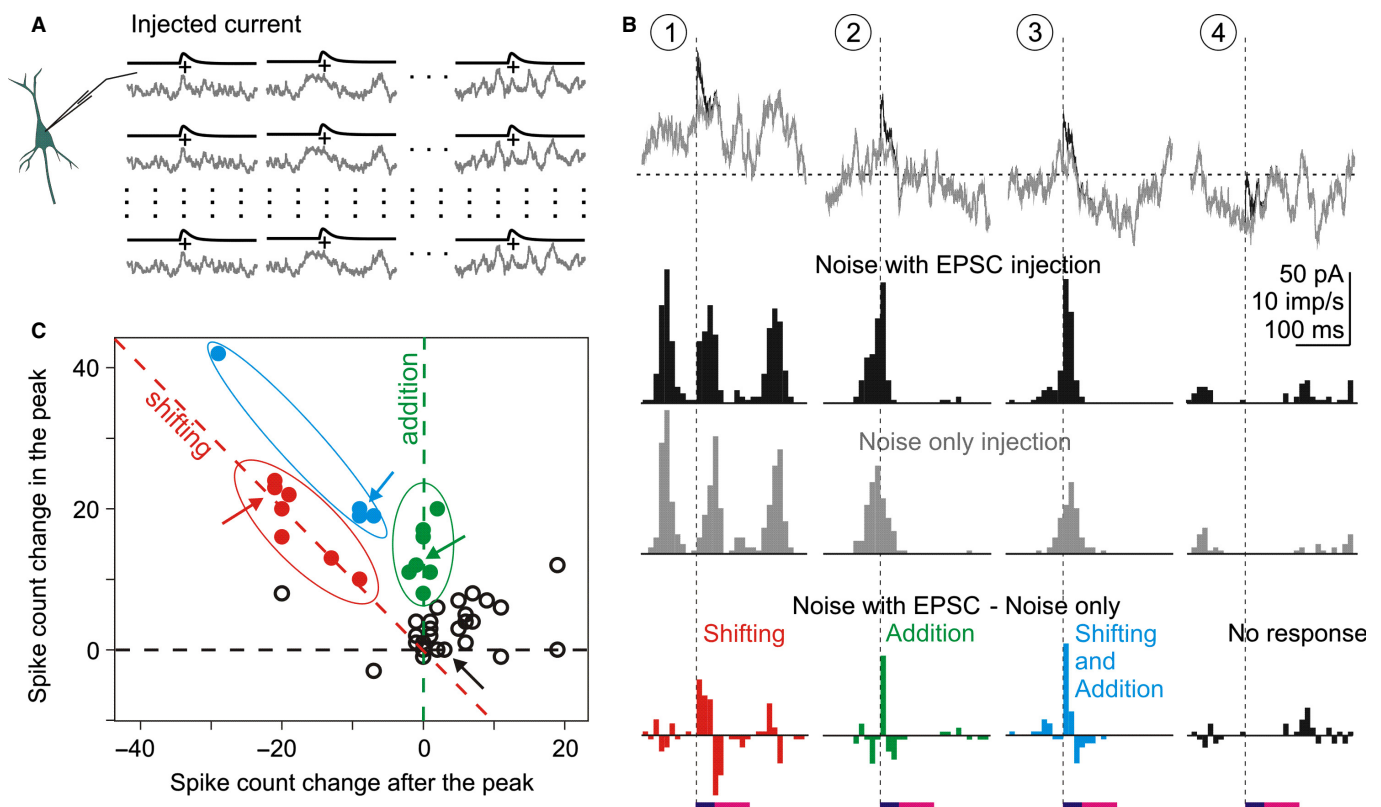 A
Injected current
B
1
2
3
4
Noise with EPSC injection
50 pA
10 imp/s
100 ms
Noise only injection
Noise with EPSC - Noise only
Shifting
Addition
Shifting
and
Addition
No response
C
shifting
addition
Spike count change in the peak
40
20
0
−40
−20
0
20
Spike count change after the peak